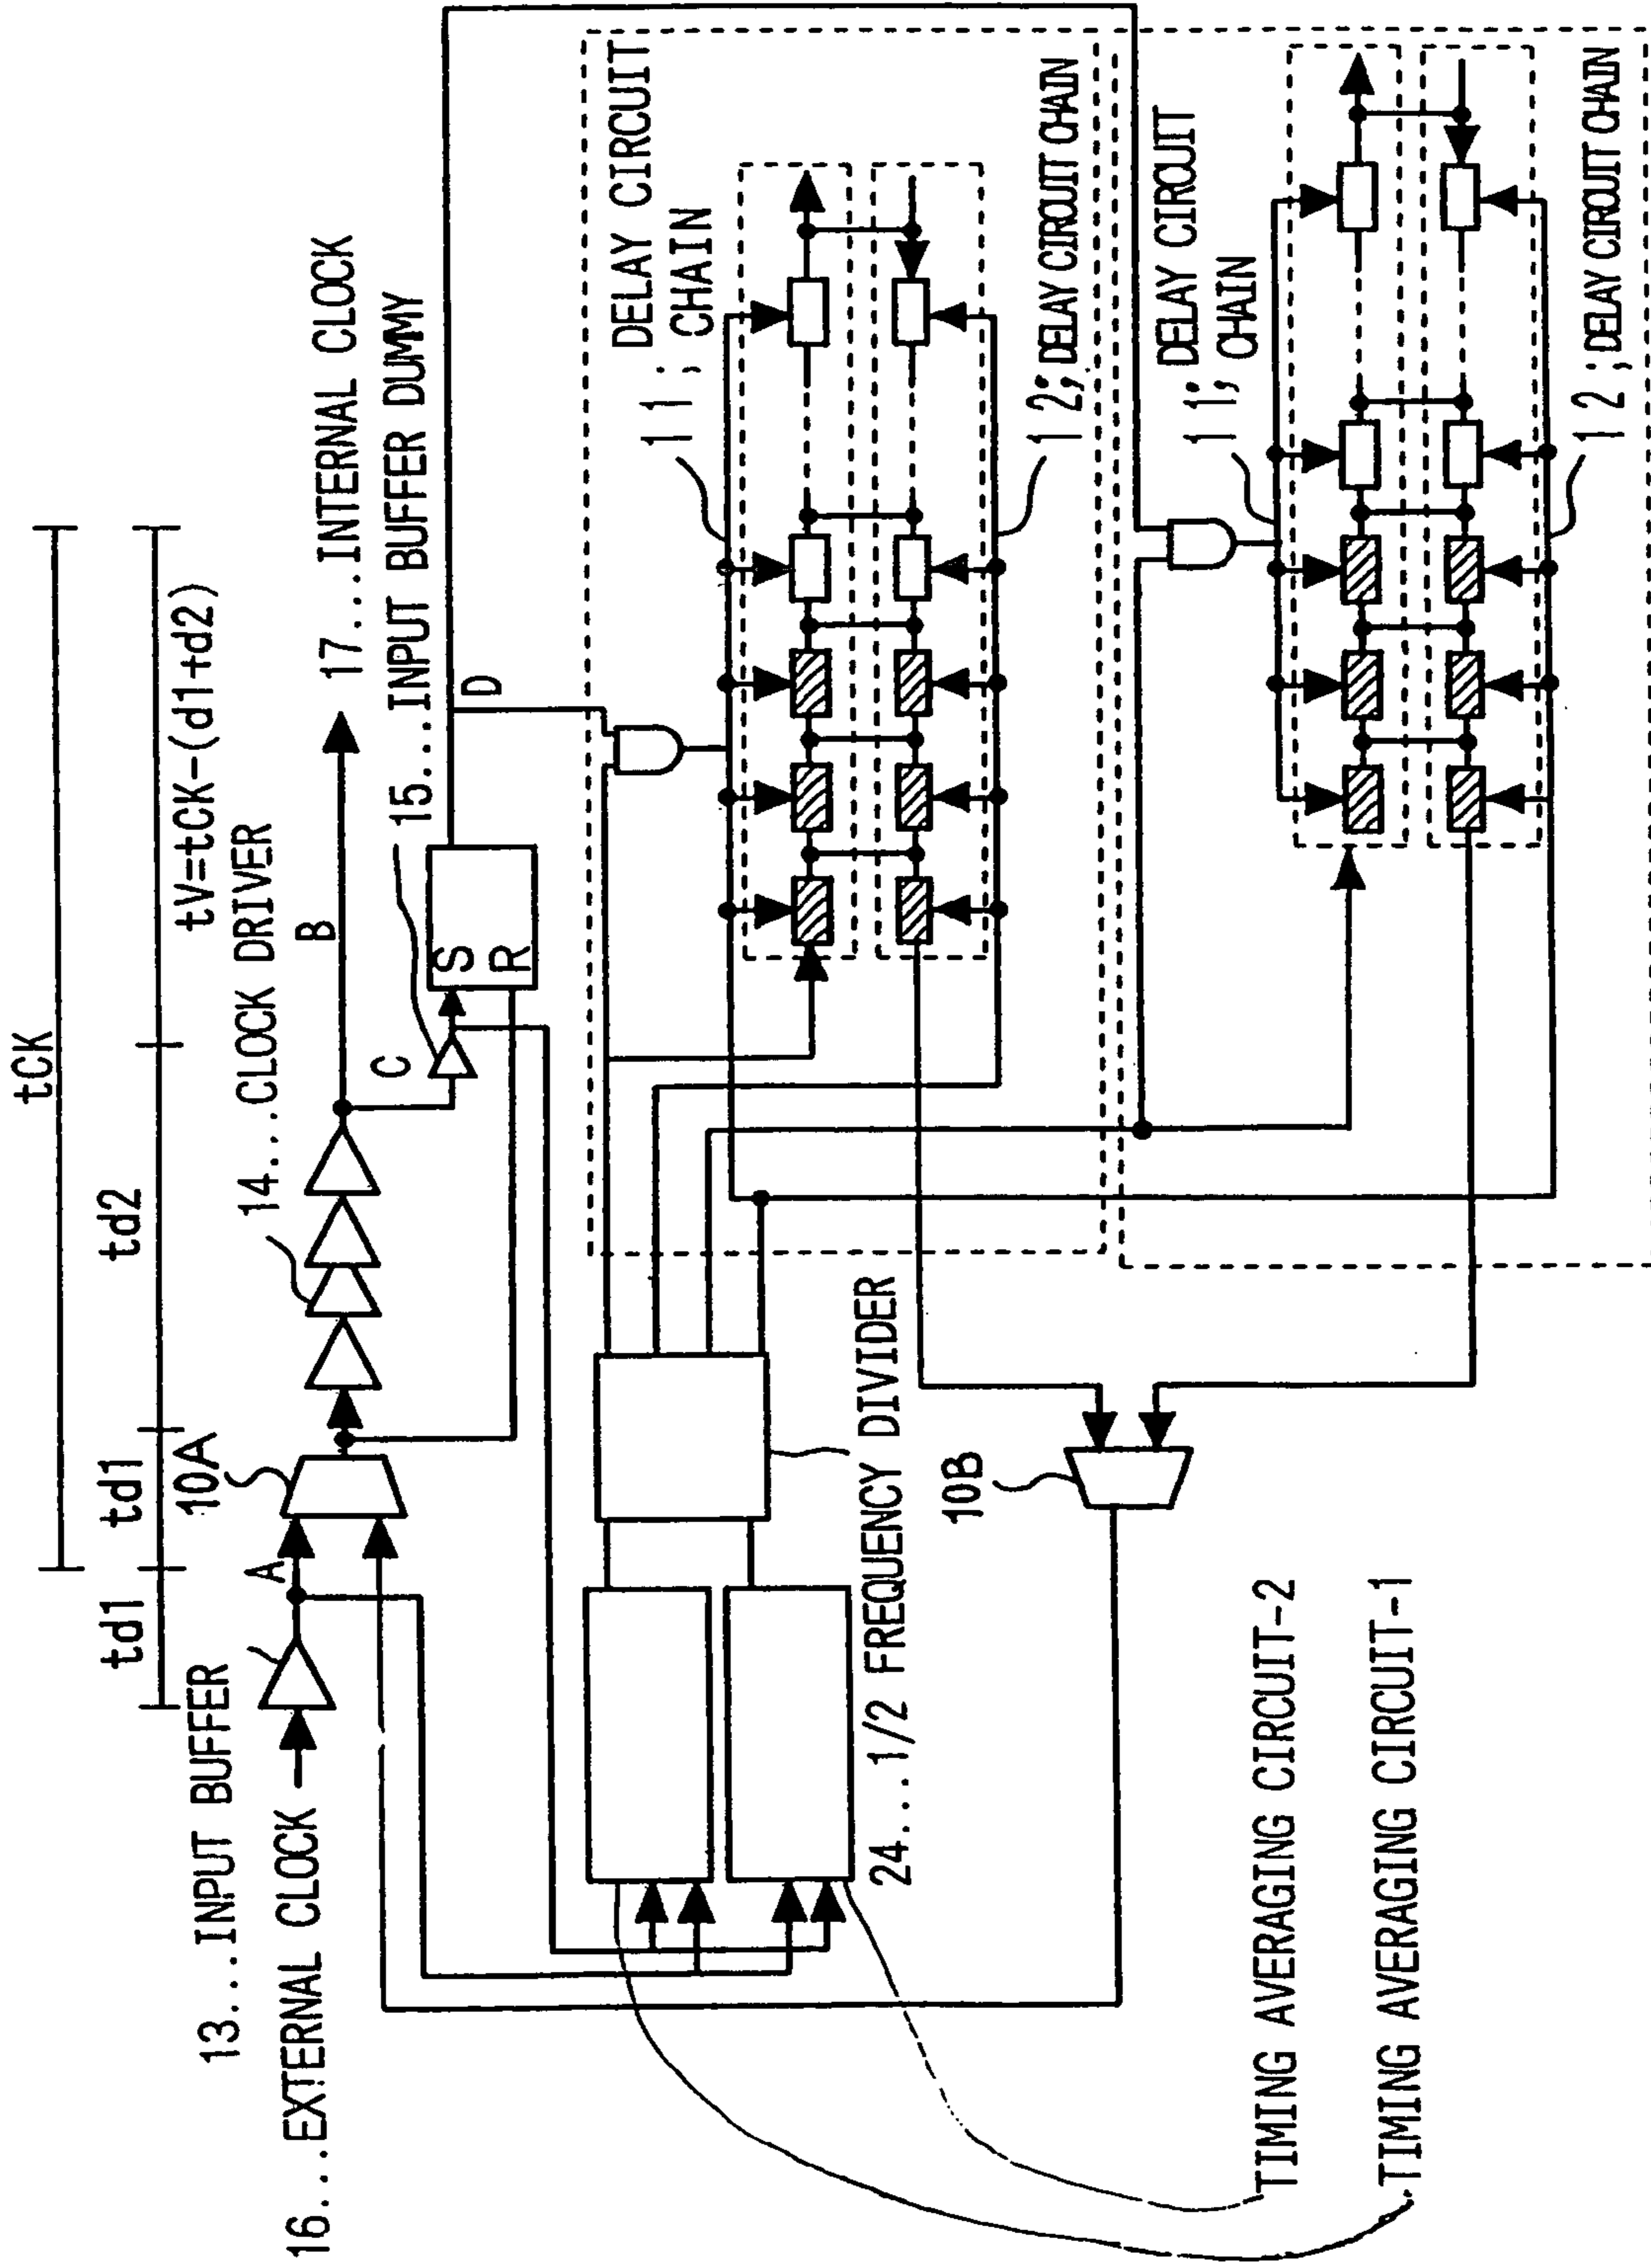 tCK
td1
td1
td2
tV=tCK-(d1+d2)
13...INPUT BUFFER
10A
14...CLOCK DRIVER
16...EXTERNAL CLOCK
A
B
17...INTERNAL CLOCK
C
15...INPUT BUFFER DUMMY
S
R
D
11; DELAY CIRCUIT
CHAIN
12; DELAY CIRCUIT CHAIN
24...1/2 FREQUENCY DIVIDER
10B
11; DELAY CIRCUIT
CHAIN
12; DELAY CIRCUIT CHAIN
TIMING AVERAGING CIRCUIT-2
TIMING AVERAGING CIRCUIT-1